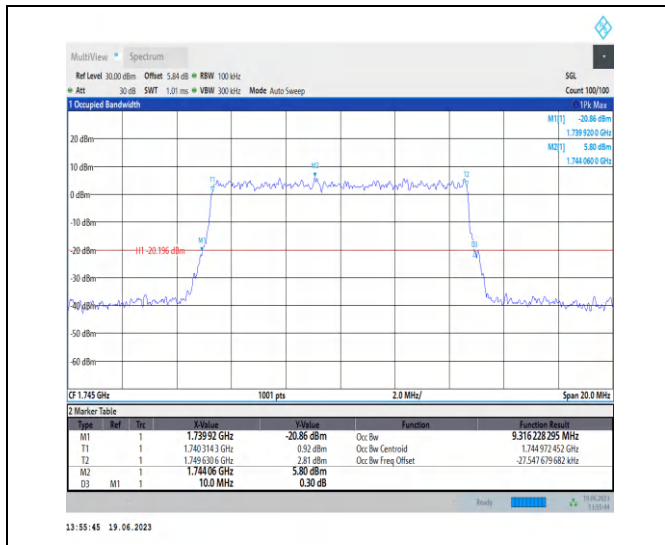 MultiView Spectrum
Ref Level 30.00 dBm Offset 5.84 dB RBW 100 kHz SGL
Att 30 dB SWT 1.01 ms VBW 300 kHz Mode Auto Sweep Count 100/100
1 Occupied Bandwidth 1Pk Max
M1[1] -20.86 dBm
1.739 920 0 GHz
M2[1] 5.80 dBm
1.744 060 0 GHz
20 dBm
10 dBm
T1 M2 T2
0 dBm
-10 dBm
M1 D3
-20 dBm H1 -20.196 dBm
-30 dBm
-40 dBm
-50 dBm
-60 dBm
CF 1.745 GHz 1001 pts 2.0 MHz/ Span 20.0 MHz
2 Marker Table
Type Ref Trc X-Value Y-Value Function Function Result
M1 1 1.739 92 GHz -20.86 dBm Occ Bw 9.316 228 295 MHz
T1 1 1.740 314 3 GHz 0.92 dBm Occ Bw Centroid 1.744 972 452 GHz
T2 1 1.749 630 6 GHz 2.81 dBm Occ Bw Freq Offset -27.547 679 682 kHz
M2 1 1.744 06 GHz 5.80 dBm
D3 M1 1 10.0 MHz 0.30 dB
Ready 19.06.2023
13:55:44
13:55:45 19.06.2023